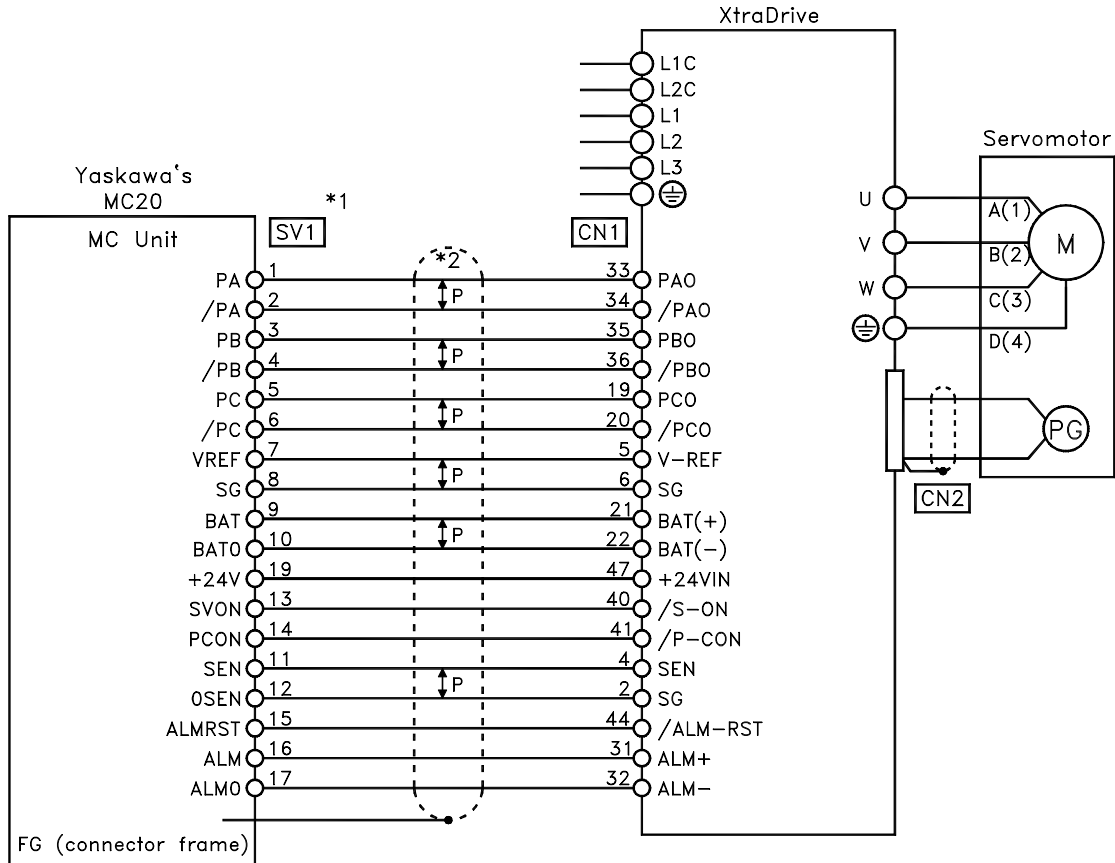 XtraDrive
L1C
L2C
L1
L2
L3
Servomotor
Yaskawa's
MC20
MC Unit
*1
SV1
CN1
*2
U
V
W
A(1)
B(2)
C(3)
D(4)
M
PG
CN2
PA 1 33 PAO
P
/PA 2 34 /PAO
PB 3 35 PBO
P
/PB 4 36 /PBO
PC 5 19 PCO
P
/PC 6 20 /PCO
VREF 7 5 V-REF
P
SG 8 6 SG
BAT 9 21 BAT(+)
P
BAT0 10 22 BAT(-)
+24V 19 47 +24VIN
SVON 13 40 /S-ON
PCON 14 41 /P-CON
SEN 11 4 SEN
P
0SEN 12 2 SG
ALMRST 15 44 /ALM-RST
ALM 16 31 ALM+
ALM0 17 32 ALM-
FG (connector frame)